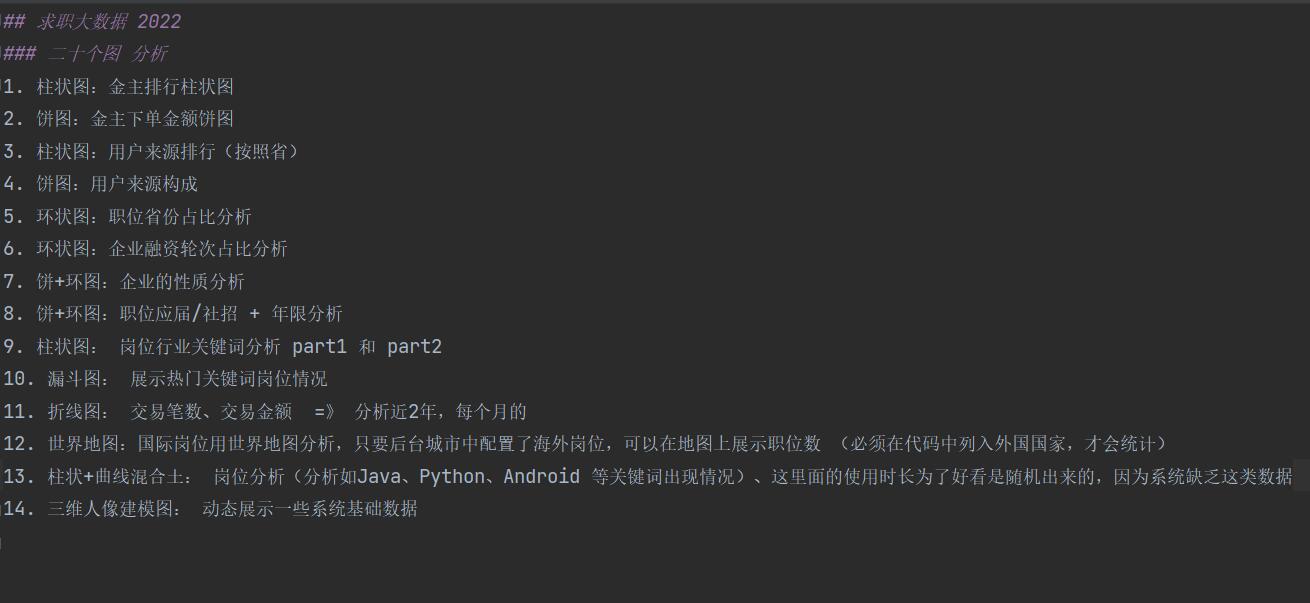 ## 求职大数据 2022
### 二十个图 分析
1. 柱状图：金主排行柱状图
2. 饼图：金主下单金额饼图
3. 柱状图：用户来源排行（按照省）
4. 饼图：用户来源构成
5. 环状图：职位省份占比分析
6. 环状图：企业融资轮次占比分析
7. 饼+环图：企业的性质分析
8. 饼+环图：职位应届/社招 + 年限分析
9. 柱状图： 岗位行业关键词分析 part1 和 part2
10. 漏斗图： 展示热门关键词岗位情况
11. 折线图： 交易笔数、交易金额  =》 分析近2年，每个月的
12. 世界地图：国际岗位用世界地图分析，只要后台城市中配置了海外岗位，可以在地图上展示职位数 （必须在代码中列入外国国家，才会统计）
13. 柱状+曲线混合土： 岗位分析（分析如Java、Python、Android 等关键词出现情况）、这里面的使用时长为了好看是随机出来的，因为系统缺乏这类数据
14. 三维人像建模图： 动态展示一些系统基础数据